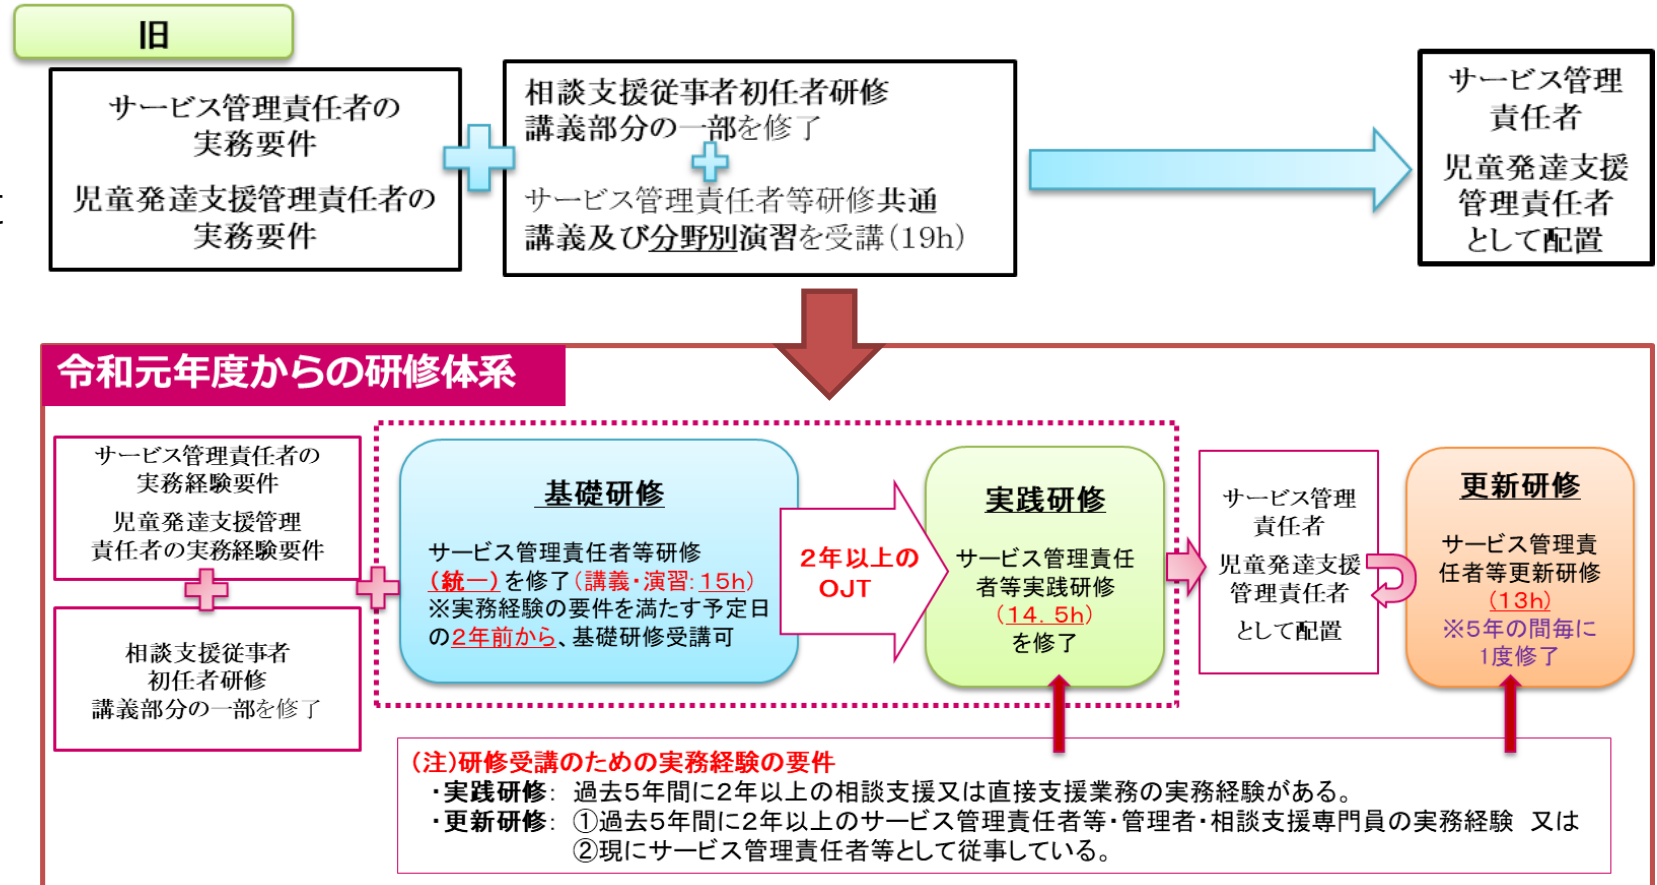 旧
サービス管理責任者の
実務要件
児童発達支援管理責任者の
実務要件
相談支援従事者初任者研修
講義部分の一部を修了
サービス管理責任者等研修共通
講義及び分野別演習を受講(19h)
サービス管理
責任者
児童発達支援
管理責任者
として配置
令和元年度からの研修体系
サービス管理責任者の
実務経験要件
児童発達支援管理
責任者の実務経験要件
相談支援従事者
初任者研修
講義部分の一部を修了
基礎研修
サービス管理責任者等研修
(統一)を修了(講義・演習:15h)
※実務経験の要件を満たす予定日
の2年前から、基礎研修受講可
2年以上の
OJT
実践研修
サービス管理責任
者等実践研修
(14.5h)
を修了
サービス管理
責任者
児童発達支援
管理責任者
として配置
更新研修
サービス管理責
任者等更新研修
(13h)
※5年の間毎に
1度修了
(注)研修受講のための実務経験の要件
・実践研修: 過去5年間に2年以上の相談支援又は直接支援業務の実務経験がある。
・更新研修: ①過去5年間に2年以上のサービス管理責任者等・管理者・相談支援専門員の実務経験 又は
②現にサービス管理責任者等として従事している。